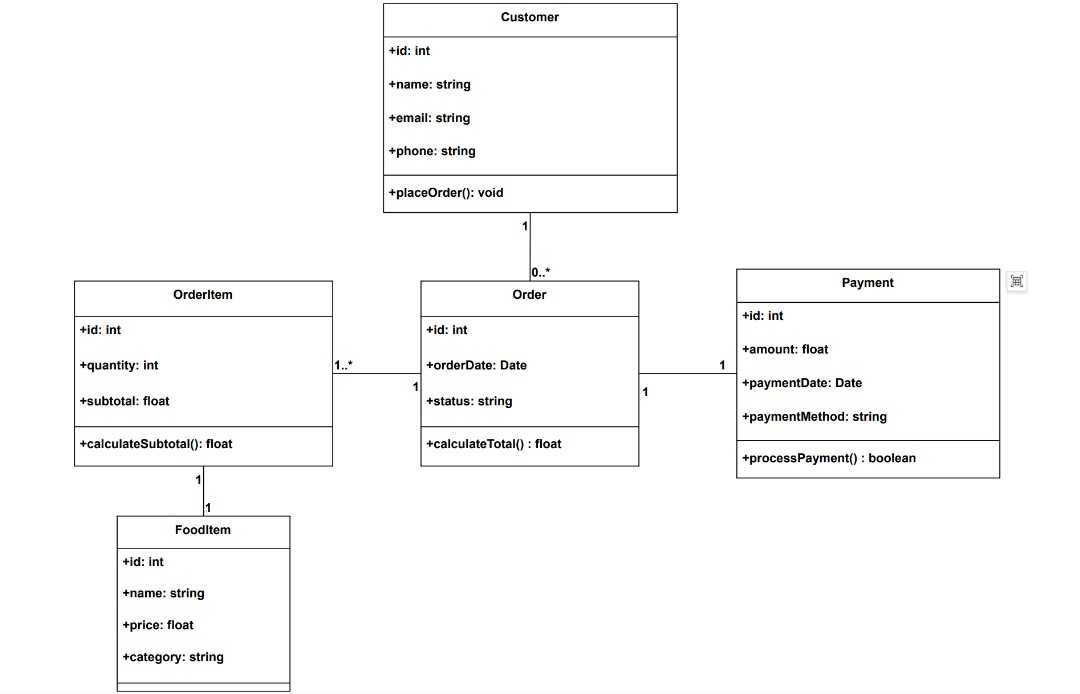 Customer
+id: int
+name: string
+email: string
+phone: string
+placeOrder(): void
1
0..*
OrderItem
+id: int
+quantity: int
+subtotal: float
+calculateSubtotal(): float
1..*
1
Order
+id: int
+orderDate: Date
+status: string
+calculateTotal() : float
1
1
Payment
+id: int
+amount: float
+paymentDate: Date
+paymentMethod: string
+processPayment() : boolean
1
1
FoodItem
+id: int
+name: string
+price: float
+category: string